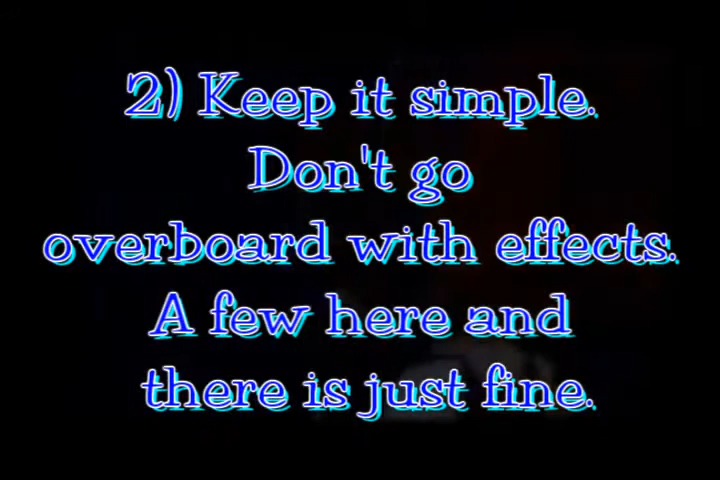 2) Keep it simple.
Don't go
overboard with effects.
A few here and
there is just fine.